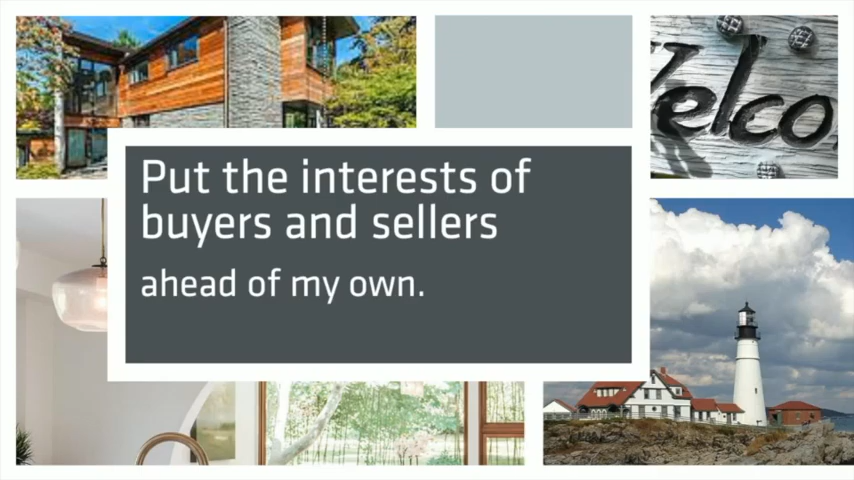 Put the interests of
buyers and sellers
ahead of my own.